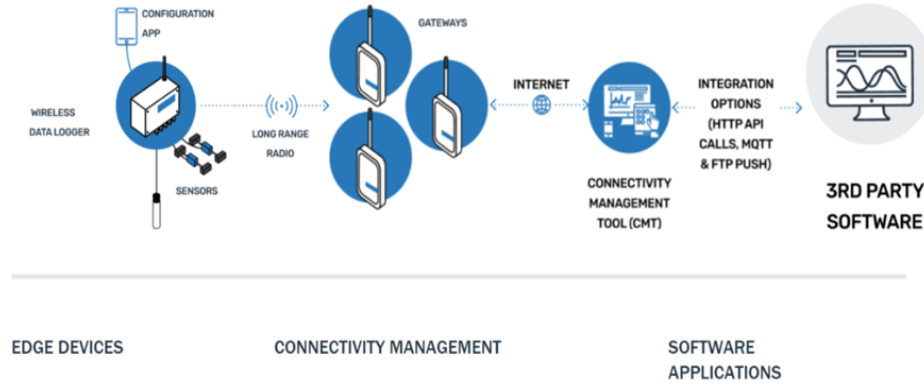 CONFIGURATION
APP
GATEWAYS
WIRELESS
DATA LOGGER
LONG RANGE
RADIO
SENSORS
INTERNET
CONNECTIVITY
MANAGEMENT
TOOL (CMT)
INTEGRATION
OPTIONS
(HTTP API
CALLS, MQTT
& FTP PUSH)
3RD PARTY
SOFTWARE
EDGE DEVICES
CONNECTIVITY MANAGEMENT
SOFTWARE
APPLICATIONS